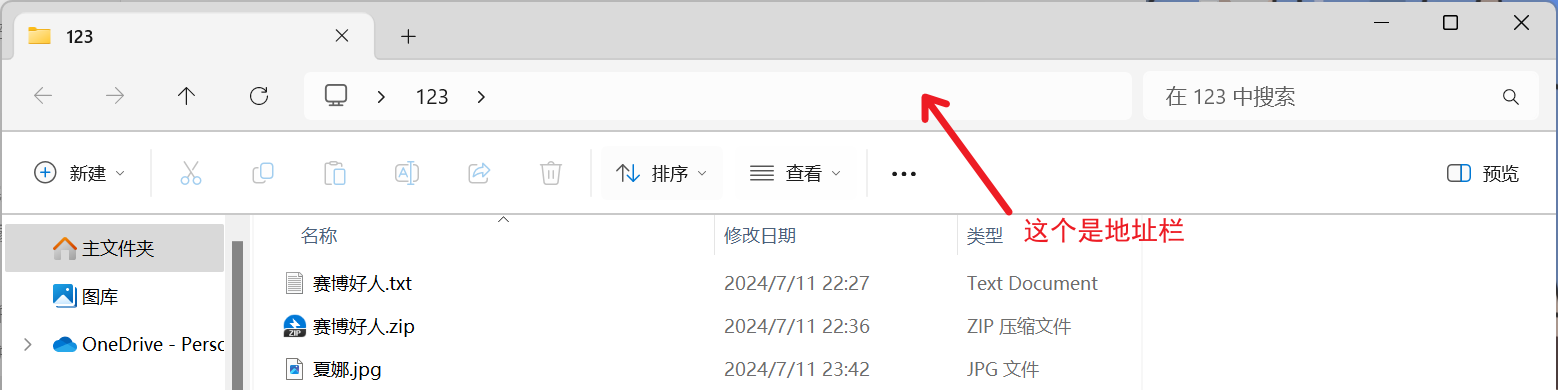 123
123
在 123 中搜索
新建
排序
查看
预览
这个是地址栏
名称
修改日期
类型
主文件夹
图库
OneDrive - Persc
赛博好人.txt 2024/7/11 22:27 Text Document
赛博好人.zip 2024/7/11 22:36 ZIP 压缩文件
夏娜.jpg 2024/7/11 23:42 JPG 文件